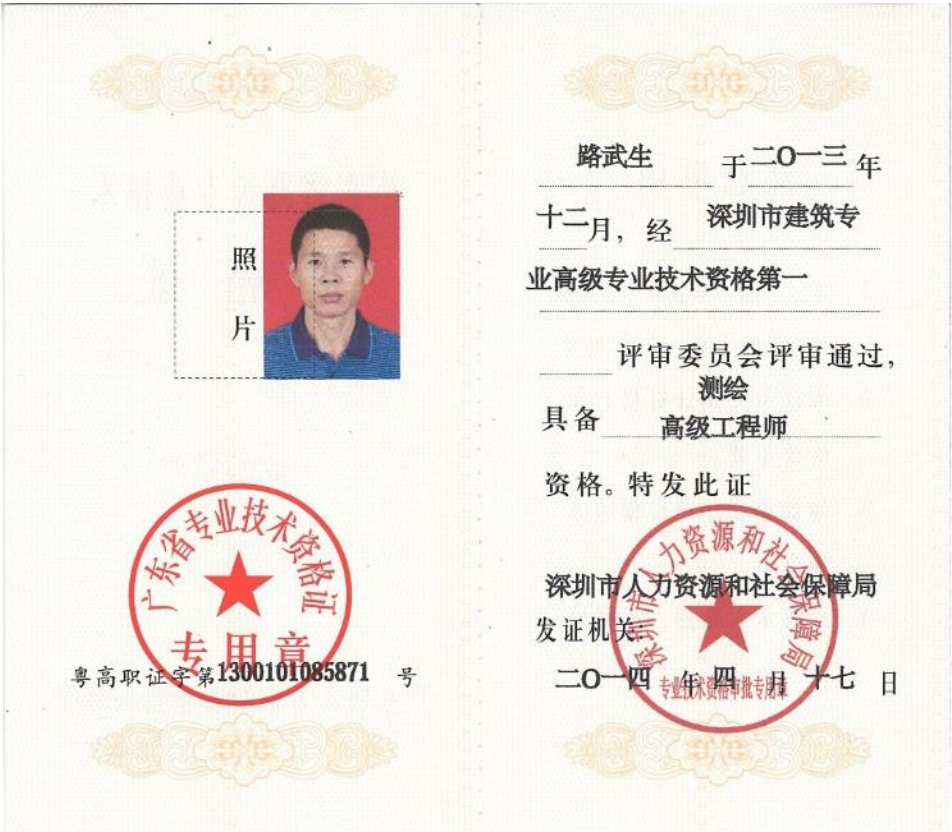 照
片
广东省专业技术资格证
专用章
粤高职证字第1300101085871 号
路武生 于二O一三年
十二月，经 深圳市建筑专
业高级专业技术资格第一
评审委员会评审通过，
测绘
具备 高级工程师
资格。特发此证
深圳市人力资源和社会保障局
深圳市人力资源和社会保障局
发证机关：
专业技术资格审批专用章
二O一四 年 四 月 十七 日